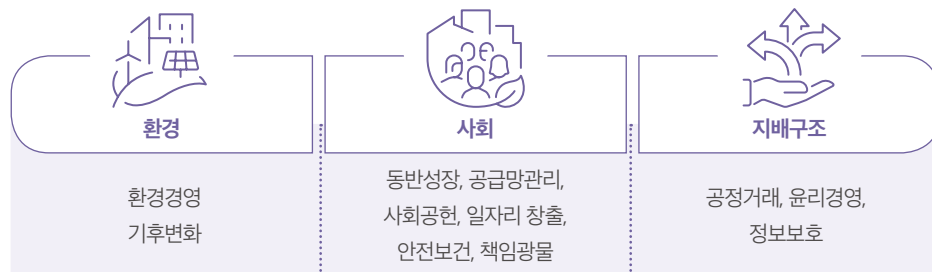 환경
사회
지배구조
환경경영
기후변화
동반성장, 공급망관리,
사회공헌, 일자리 창출,
안전보건, 책임광물
공정거래, 윤리경영,
정보보호